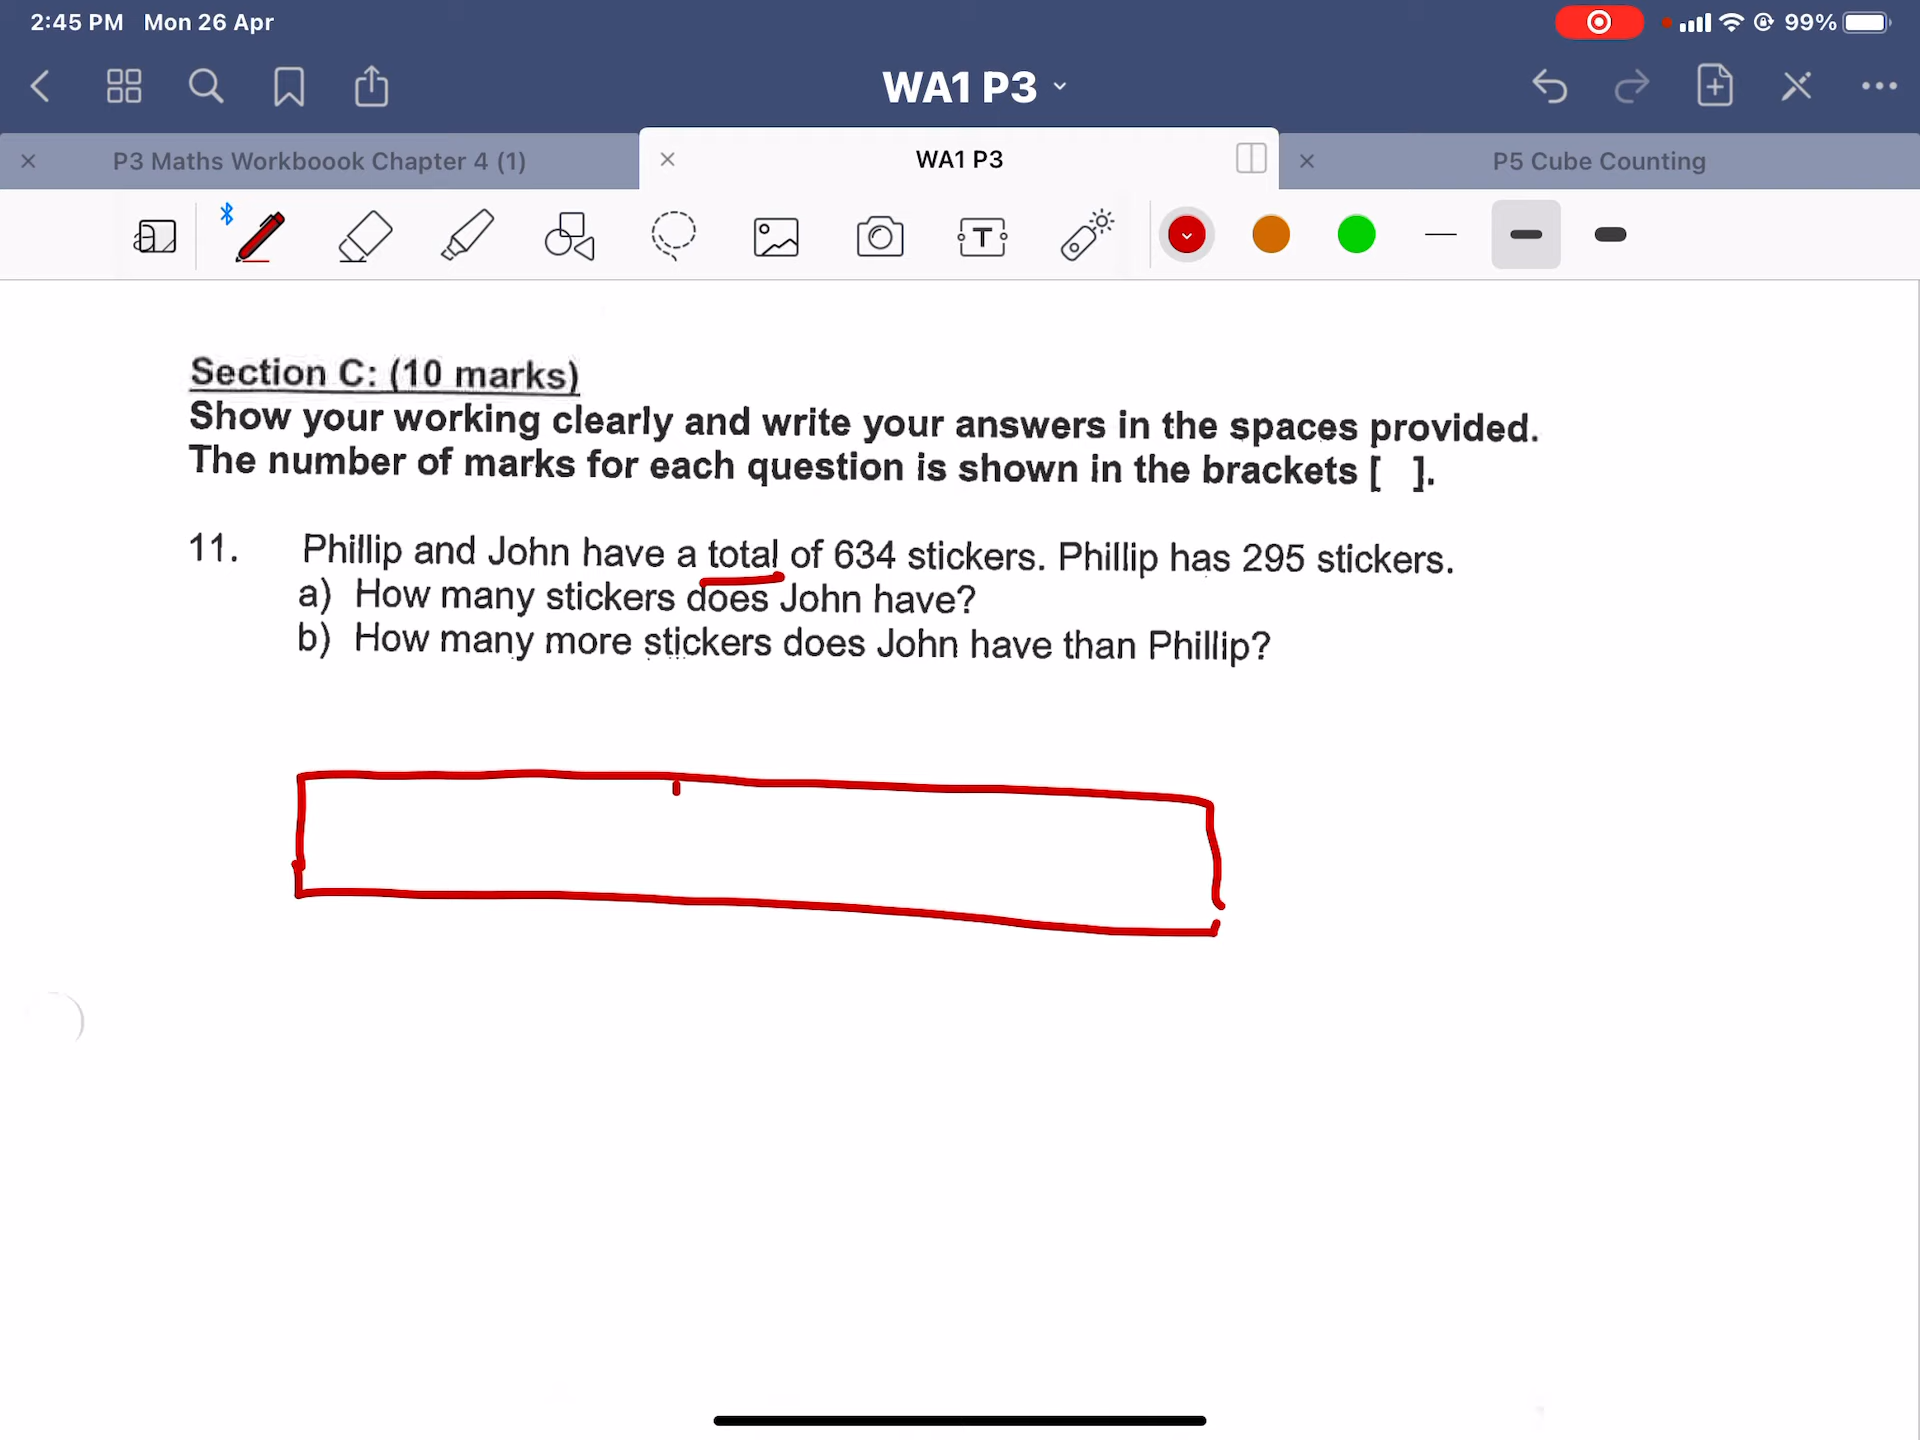 2:45 PM Mon 26 Apr
99%
WA1 P3
P3 Maths Workboook Chapter 4 (1)
WA1 P3
P5 Cube Counting
Section C: (10 marks)
Show your working clearly and write your answers in the spaces provided.
The number of marks for each question is shown in the brackets [ ].
11. Phillip and John have a total of 634 stickers. Phillip has 295 stickers.
a) How many stickers does John have?
b) How many more stickers does John have than Phillip?